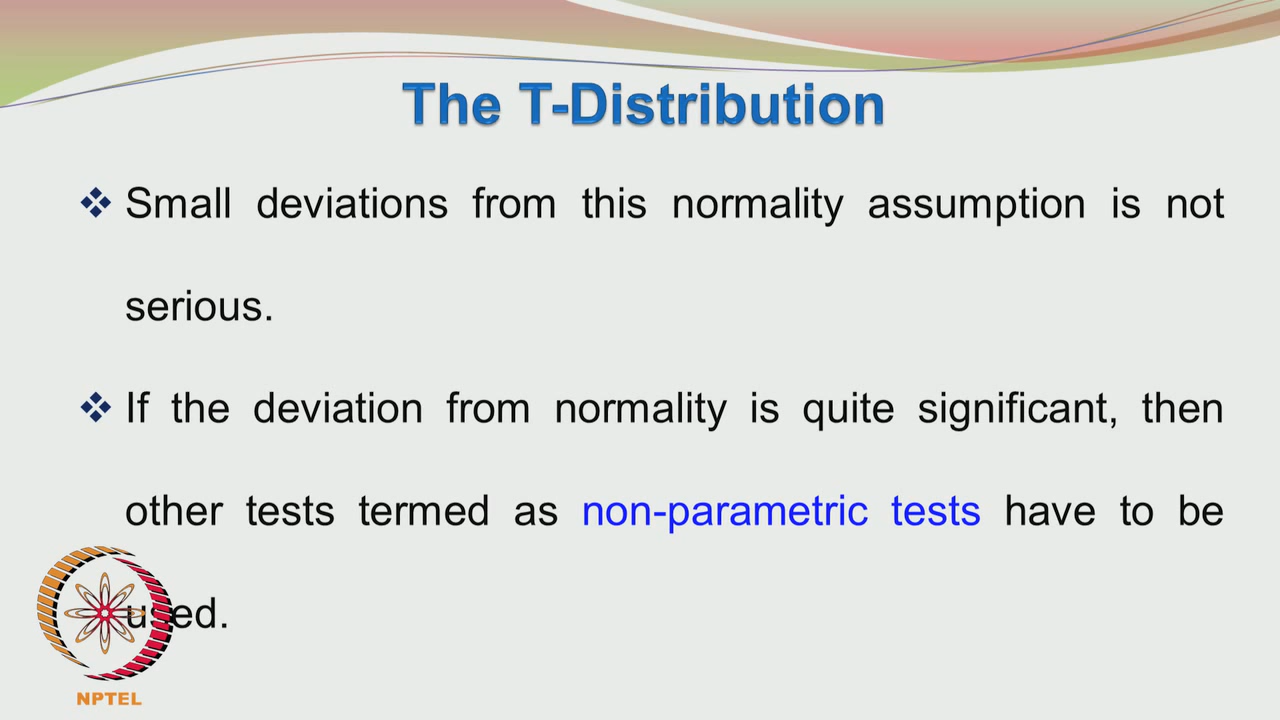 The T-Distribution
❖ Small deviations from this normality assumption is not
serious.
❖ If the deviation from normality is quite significant, then
other tests termed as non-parametric tests have to be
used.
NPTEL